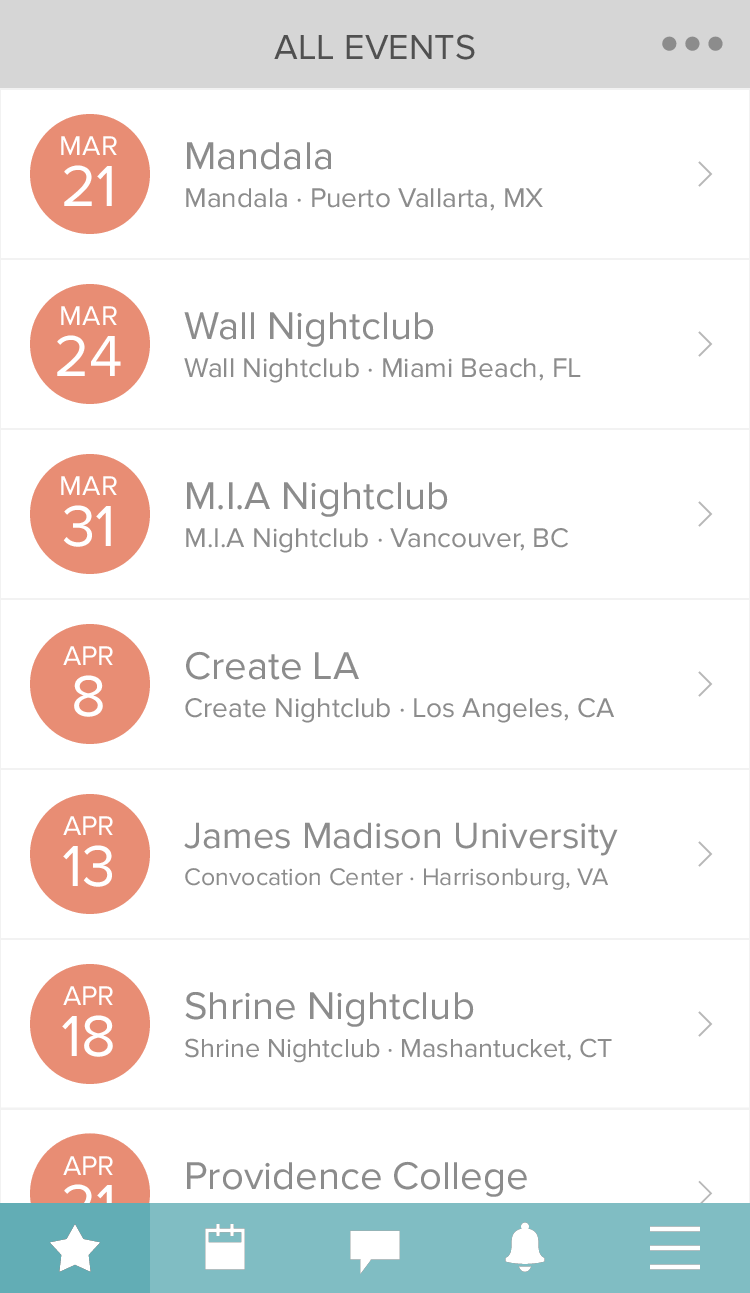 ALL EVENTS
MAR
21
Mandala
Mandala · Puerto Vallarta, MX
MAR
24
Wall Nightclub
Wall Nightclub · Miami Beach, FL
MAR
31
M.I.A Nightclub
M.I.A Nightclub · Vancouver, BC
APR
8
Create LA
Create Nightclub · Los Angeles, CA
APR
13
James Madison University
Convocation Center · Harrisonburg, VA
APR
18
Shrine Nightclub
Shrine Nightclub · Mashantucket, CT
APR
21
Providence College